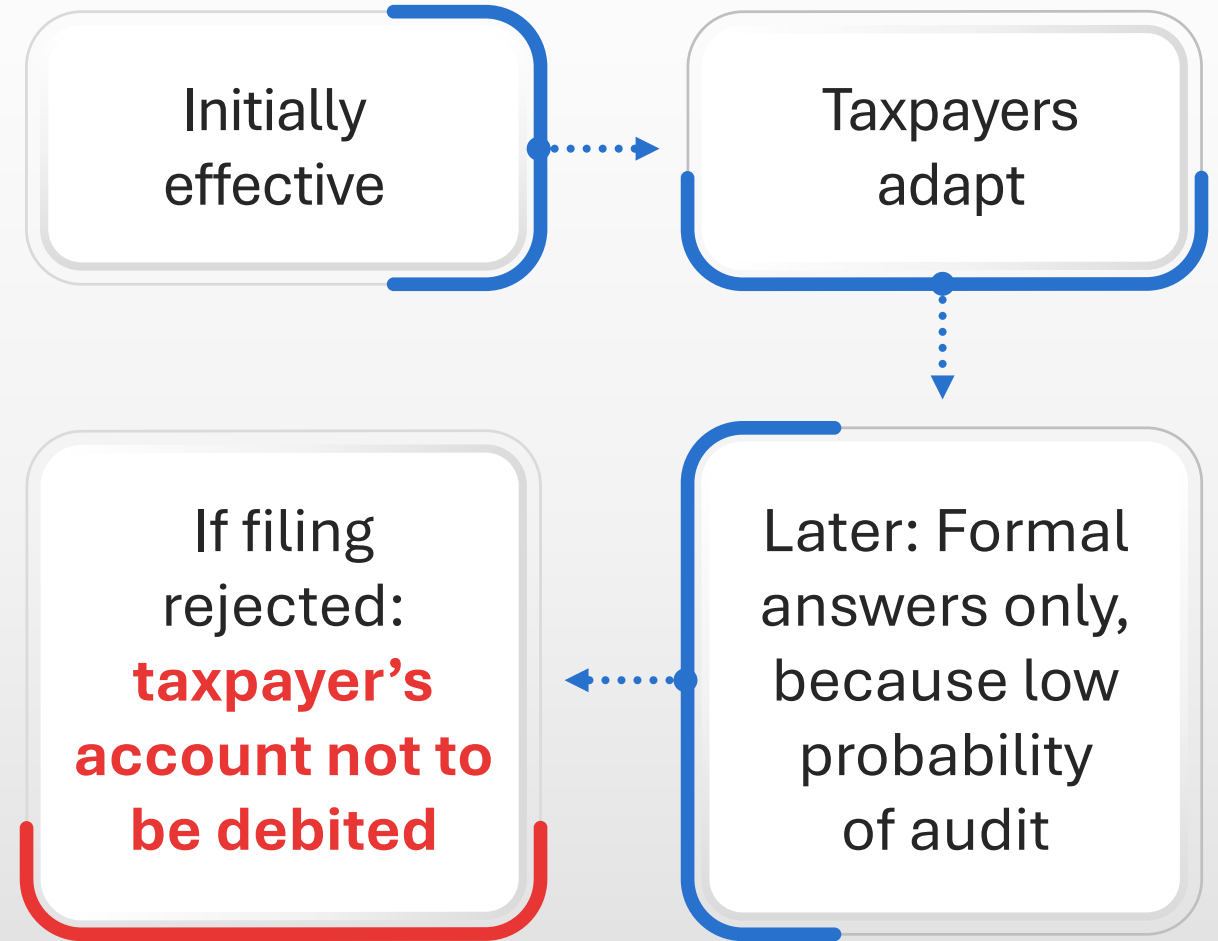 Initially
effective
Taxpayers
adapt
Later: Formal
answers only,
because low
probability
of audit
If filing
rejected:
taxpayer’s
account not to
be debited